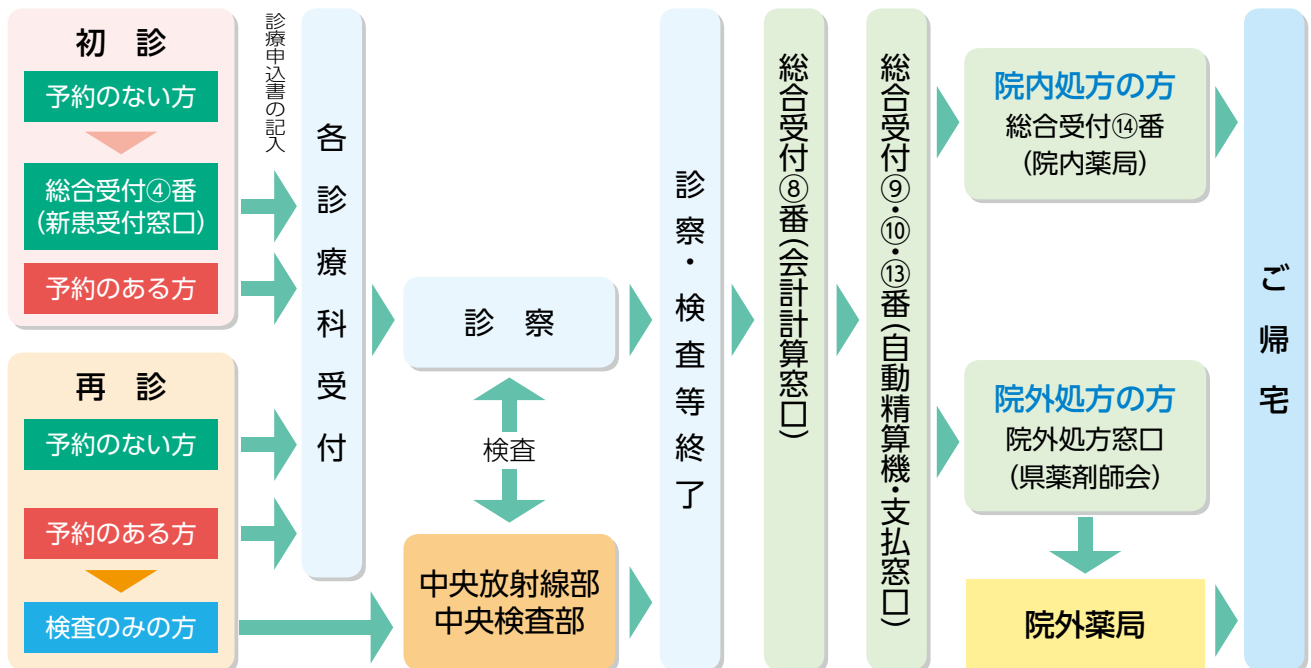 初　診
予約のない方
総合受付④番
(新患受付窓口)
予約のある方
診療申込書の記入
再　診
予約のない方
予約のある方
検査のみの方
各診療科受付
診　察
検査
中央放射線部
中央検査部
診察・検査等終了
総合受付⑧番(会計計算窓口)
総合受付⑨・⑩・⑬番(自動精算機・支払窓口)
院内処方の方
総合受付⑭番
(院内薬局)
院外処方の方
院外処方窓口
(県薬剤師会)
院外薬局
ご帰宅